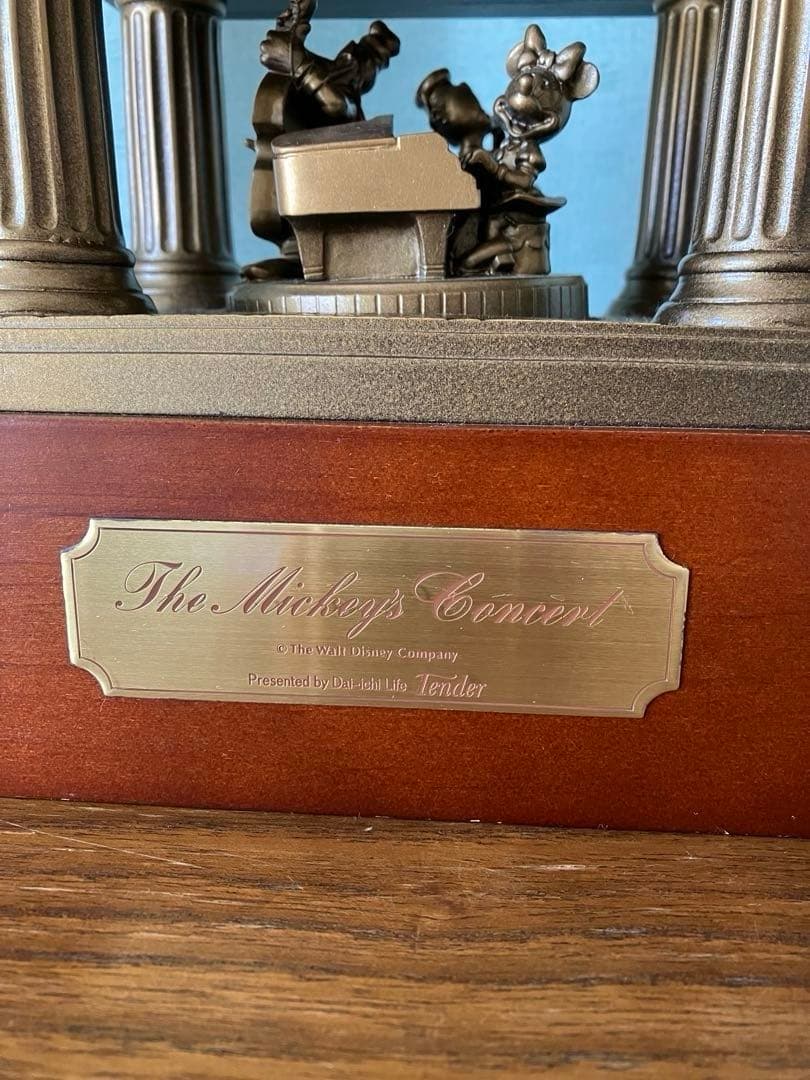 The Mickey's Concert
© The Walt Disney Company
Presented by Dai-ichi Life Tender